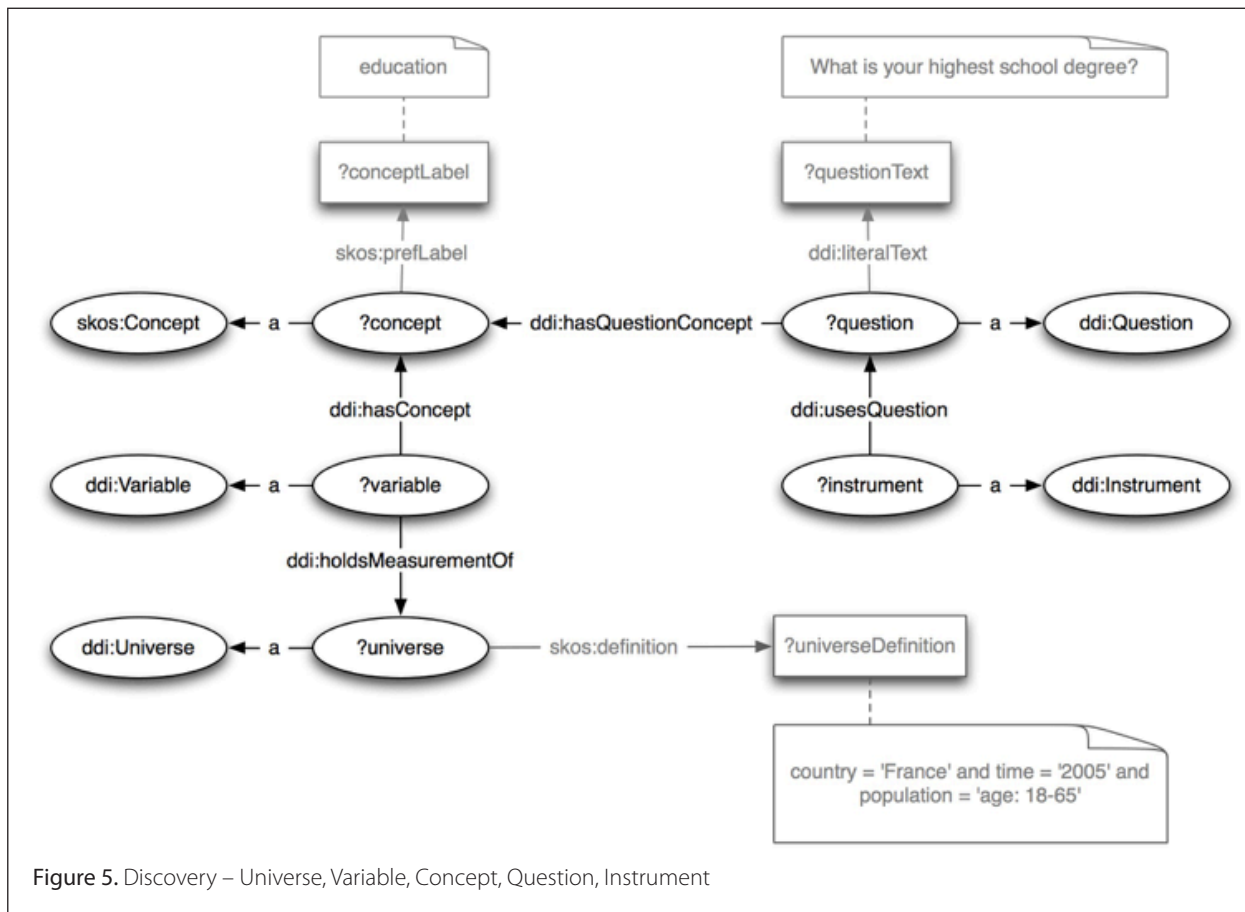 education
What is your highest school degree?
?conceptLabel
?questionText
skos:prefLabel
ddi:literalText
skos:Concept
a
?concept
ddi:hasQuestionConcept
?question
a
ddi:Question
ddi:hasConcept
ddi:usesQuestion
ddi:Variable
a
?variable
?instrument
a
ddi:Instrument
ddi:holdsMeasurementOf
ddi:Universe
a
?universe
skos:definition
?universeDefinition
country = 'France' and time = '2005' and
population = 'age: 18-65'
Figure 5. Discovery – Universe, Variable, Concept, Question, Instrument